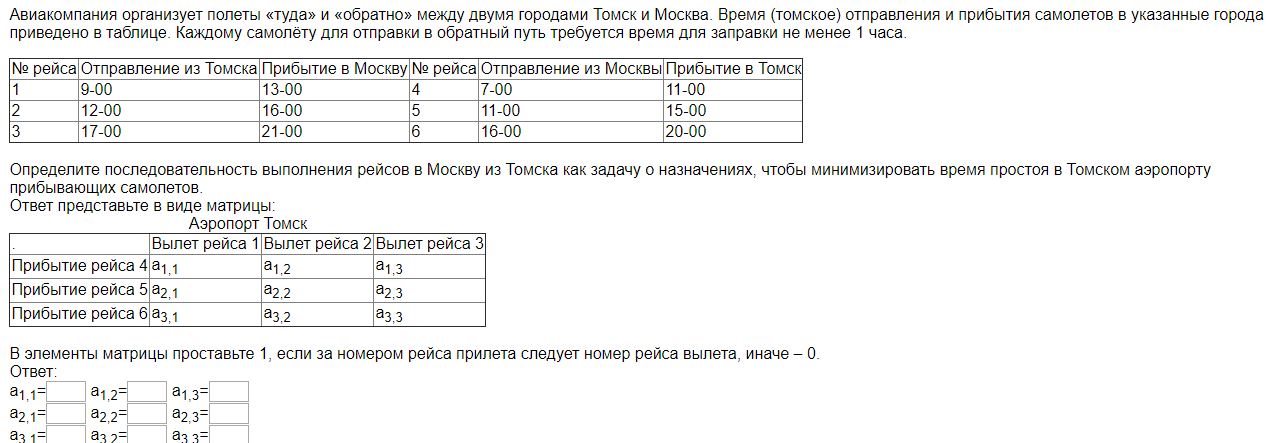 Авиакомпания организует полеты «туда» и «обратно» между двумя городами Томск и Москва. Время (томское) отправления и прибытия самолетов в указанные города
приведено в таблице. Каждому самолёту для отправки в обратный путь требуется время для заправки не менее 1 часа.
№ рейса Отправление из Томска Прибытие в Москву № рейса Отправление из Москвы Прибытие в Томск
1 9-00 13-00 4 7-00 11-00
2 12-00 16-00 5 11-00 15-00
3 17-00 21-00 6 16-00 20-00
Определите последовательность выполнения рейсов в Москву из Томска как задачу о назначениях, чтобы минимизировать время простоя в Томском аэропорту
прибывающих самолетов.
Ответ представьте в виде матрицы:
Аэропорт Томск
. Вылет рейса 1 Вылет рейса 2 Вылет рейса 3
Прибытие рейса 4 a1,1 a1,2 a1,3
Прибытие рейса 5 a2,1 a2,2 a2,3
Прибытие рейса 6 a3,1 a3,2 a3,3
В элементы матрицы проставьте 1, если за номером рейса прилета следует номер рейса вылета, иначе – 0.
Ответ:
a1,1= a1,2= a1,3=
a2,1= a2,2= a2,3=
a3,1= a3,2= a3,3=